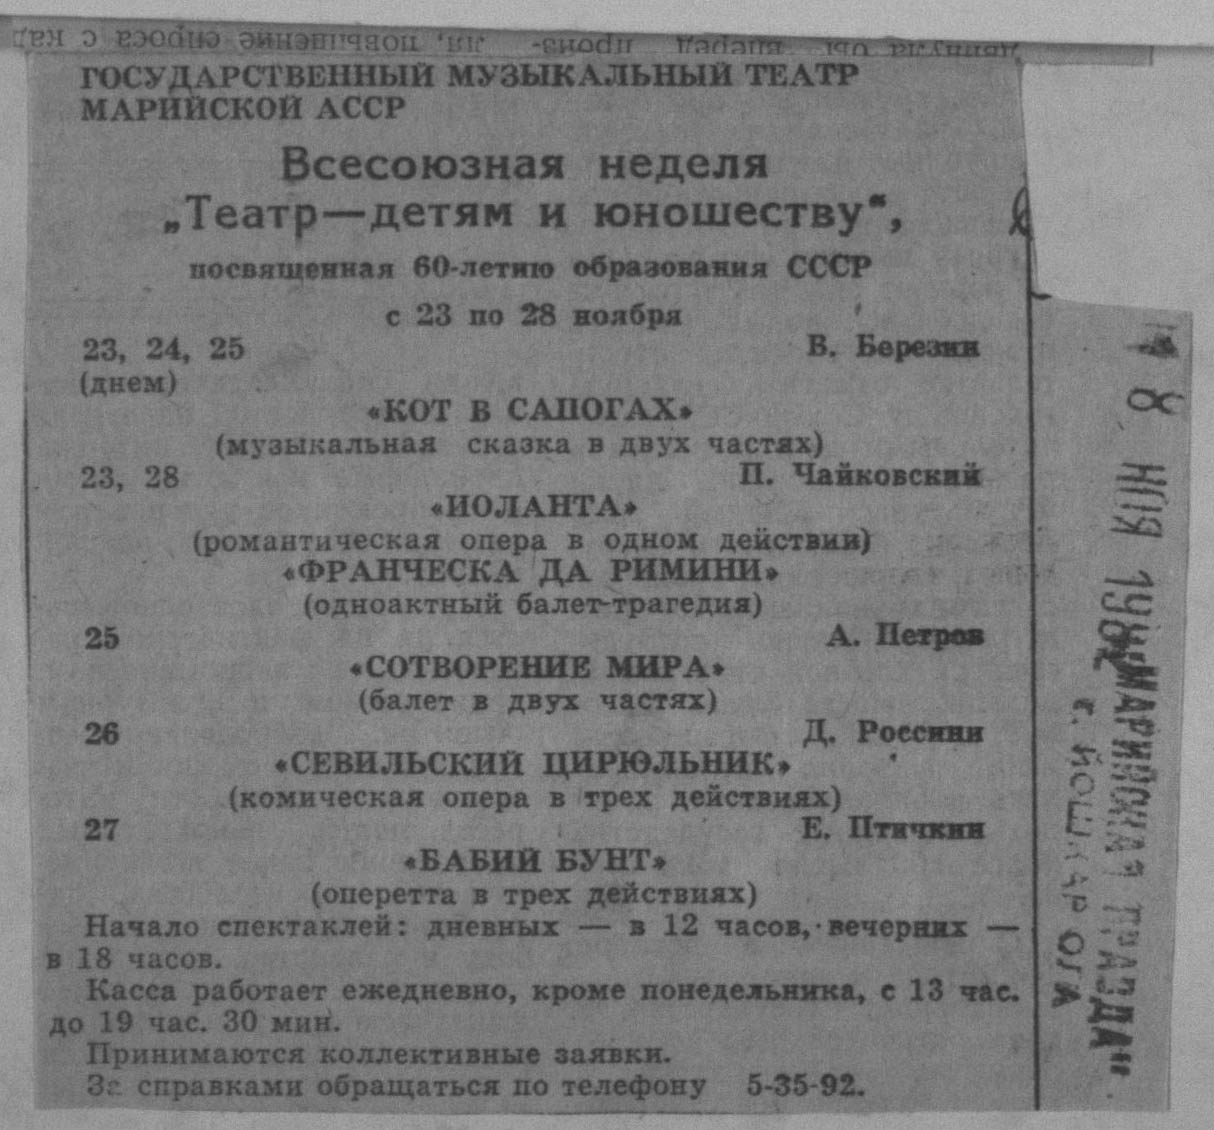 ГОСУДАРСТВЕННЫЙ МУЗЫКАЛЬНЫЙ ТЕАТР
МАРИЙСКОЙ АССР
Всесоюзная неделя
„Театр—детям и юношеству“,
посвященная 60-летию образования СССР
с 23 по 28 ноября
23, 24, 25 В. Березин
(днем)
«КОТ В САПОГАХ»
(музыкальная сказка в двух частях)
23, 28 П. Чайковский
«ИОЛАНТА»
(романтическая опера в одном действии)
«ФРАНЧЕСКА ДА РИМИНИ»
(одноактный балет-трагедия)
25 А. Петров
«СОТВОРЕНИЕ МИРА»
(балет в двух частях)
26 Д. Россини
«СЕВИЛЬСКИЙ ЦИРЮЛЬНИК»
(комическая опера в трех действиях)
27 Е. Птичкин
«БАБИЙ БУНТ»
(оперетта в трех действиях)
Начало спектаклей: дневных — в 12 часов, вечерних —
в 18 часов.
Касса работает ежедневно, кроме понедельника, с 13 час.
до 19 час. 30 мин.
Принимаются коллективные заявки.
За справками обращаться по телефону 5-35-92.
НОЯ 1982
МАРИЙСКАЯ ПРАВДА"
г. ЙОШКАР ОЛА